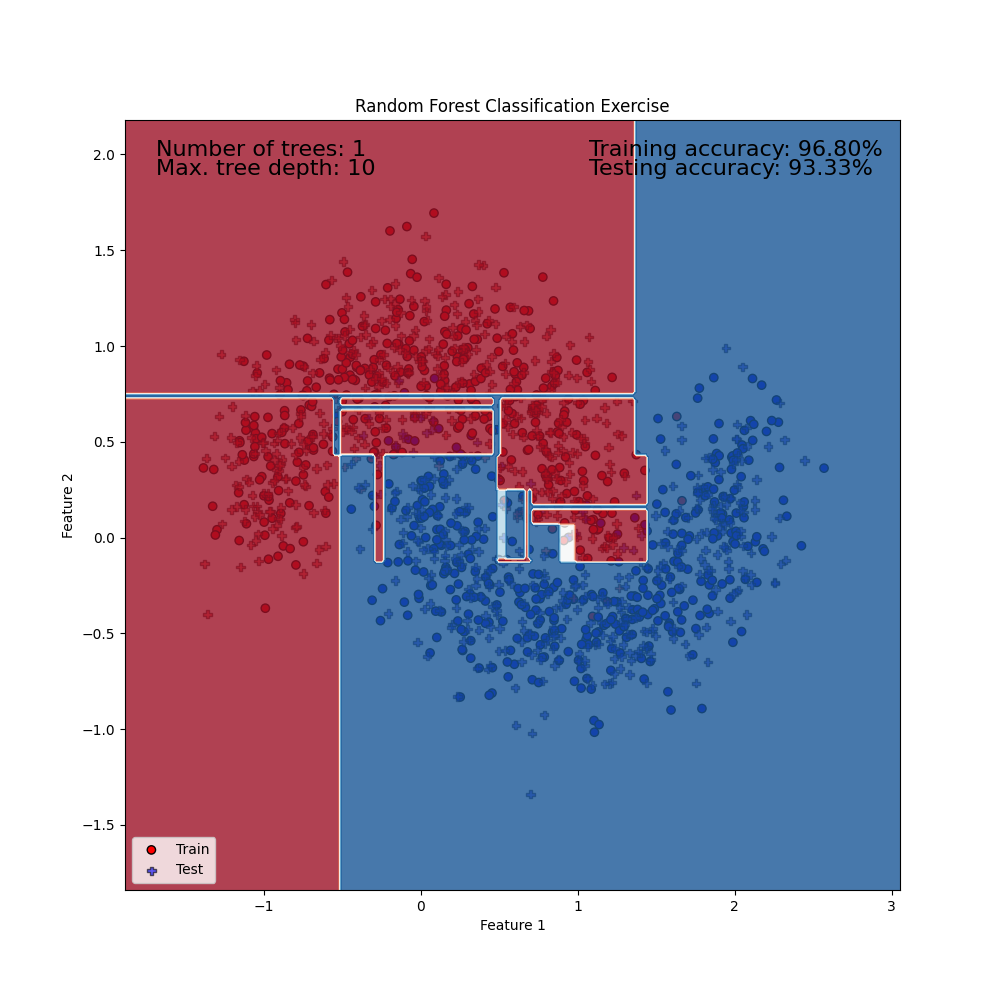 Random Forest Classification Exercise
Number of trees: 1
Max. tree depth: 10
Training accuracy: 96.80%
Testing accuracy: 93.33%
2.0
1.5
1.0
0.5
0.0
−0.5
−1.0
−1.5
Feature 2
Train
Test
−1
0
1
2
3
Feature 1